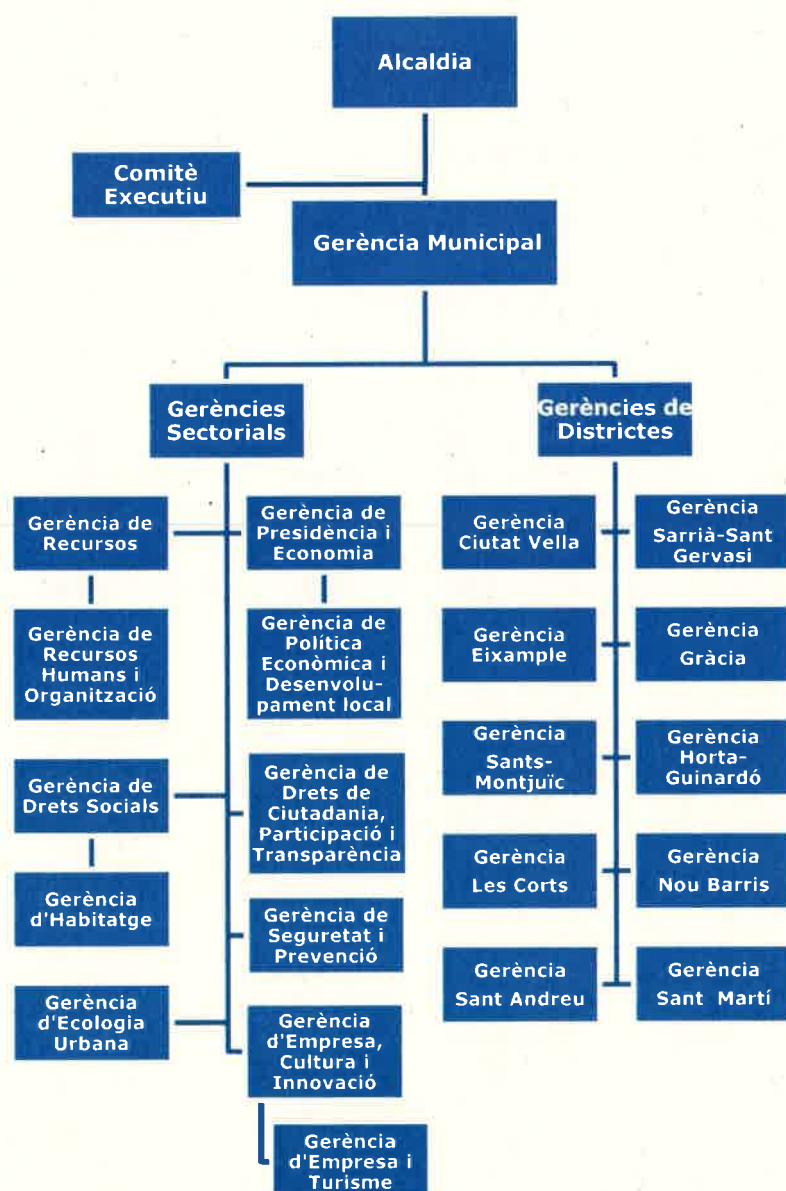 Alcaldia
Comitè
Executiu
Gerència Municipal
Gerències
Sectorials
Gerències de
Districtes
Gerència de
Recursos
Gerència de
Presidència i
Economia
Gerència
Ciutat Vella
Gerència
Sarrià-Sant
Gervasi
Gerència de
Recursos
Humans i
Organització
Gerència de
Política
Econòmica i
Desenvolu-
pament local
Gerència
Eixample
Gerència
Gràcia
Gerència de
Drets Socials
Gerència de
Drets de
Ciutadania,
Participació i
Transparència
Gerència
Sants-
Montjuïc
Gerència
Horta-
Guinardó
Gerència
d'Habitatge
Gerència de
Seguretat i
Prevenció
Gerència
Les Corts
Gerència
Nou Barris
Gerència
d'Ecologia
Urbana
Gerència
d'Empresa,
Cultura i
Innovació
Gerència
Sant Andreu
Gerència
Sant Martí
Gerència
d'Empresa i
Turisme